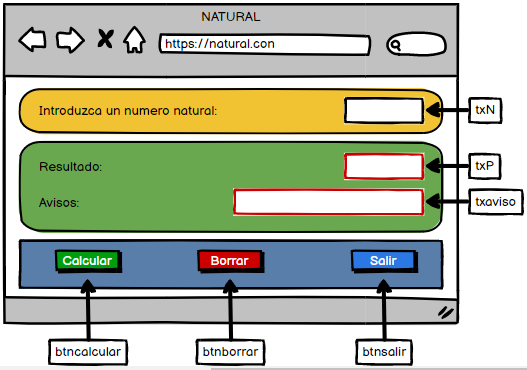 NATURAL
https://natural.con
Introduzca un numero natural:
txN
Resultado:
txP
Avisos:
txaviso
Calcular
Borrar
Salir
btncalcular
btnborrar
btnsalir